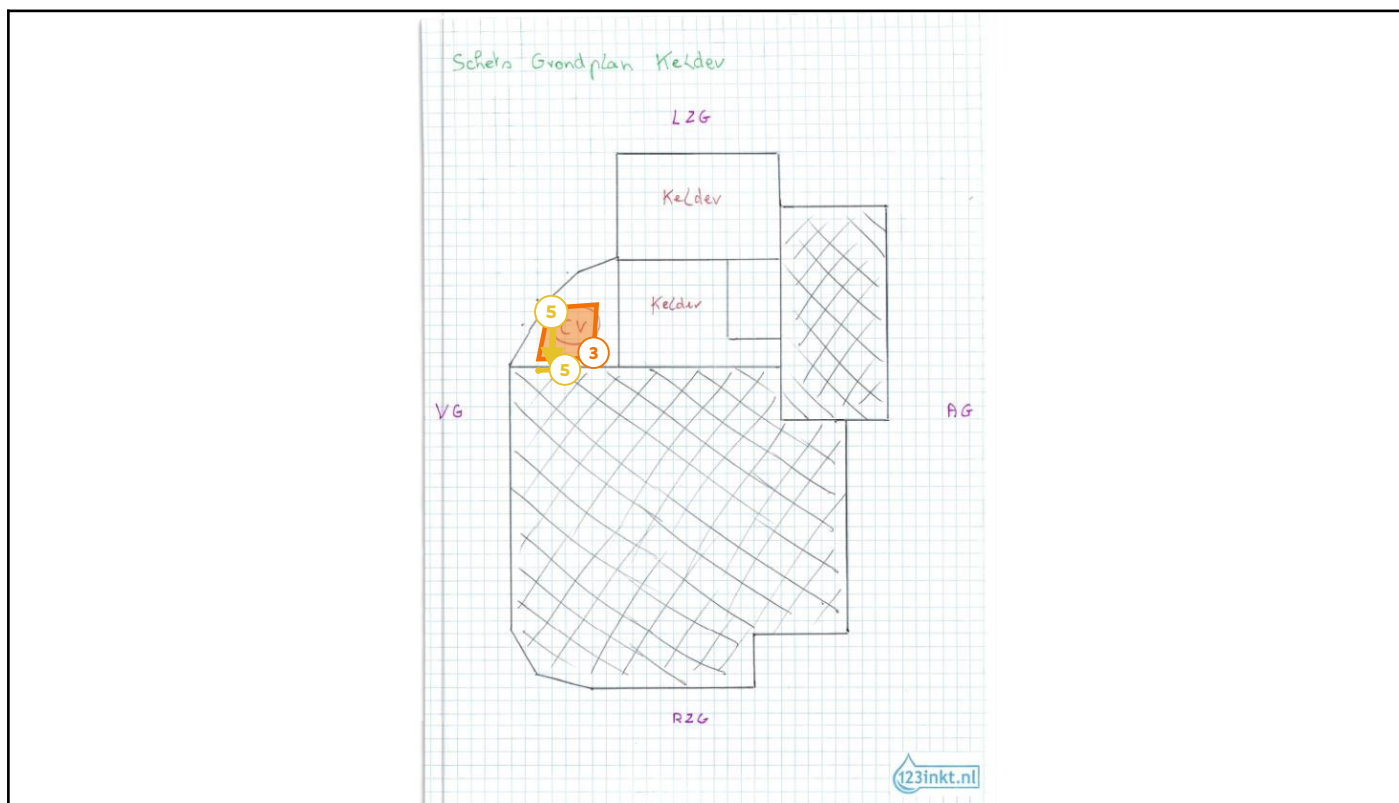 Schets Grondplan Kelder
LZG
Kelder
Kelder
5
CV
3
5
VG
AG
RZG
123inkt.nl